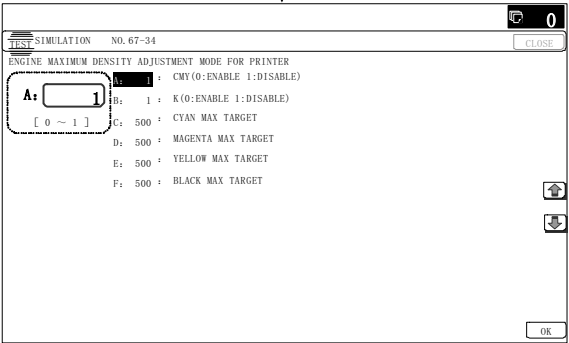 0
TEST SIMULATION NO.67-34
CLOSE
ENGINE MAXIMUM DENSITY ADJUSTMENT MODE FOR PRINTER
A: 1
[ 0 ~ 1 ]
A: 1 : CMY(0:ENABLE 1:DISABLE)
B: 1 : K(0:ENABLE 1:DISABLE)
C: 500 : CYAN MAX TARGET
D: 500 : MAGENTA MAX TARGET
E: 500 : YELLOW MAX TARGET
F: 500 : BLACK MAX TARGET
OK